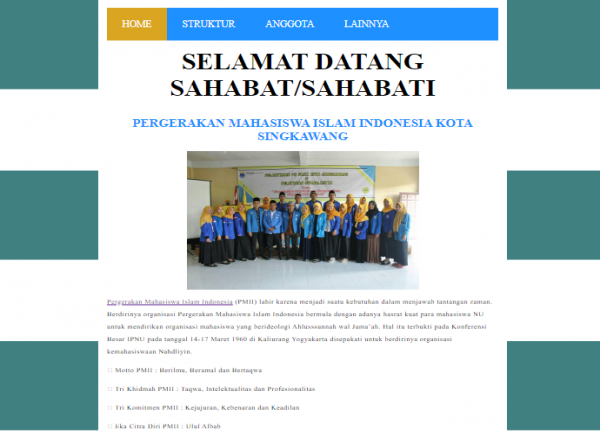 HOME STRUKTUR ANGGOTA LAINNYA
SELAMAT DATANG
SAHABAT/SAHABATI
PERGERAKAN MAHASISWA ISLAM INDONESIA KOTA
SINGKAWANG
Pergerakan Mahasiswa Islam Indonesia (PMII) lahir karena menjadi suatu kebutuhan dalam menjawab tantangan zaman.
Berdirinya organisasi Pergerakan Mahasiswa Islam Indonesia bermula dengan adanya hasrat kuat para mahasiswa NU
untuk mendirikan organisasi mahasiswa yang berideologi Ahlusssunnah wal Jama'ah. Hal itu terbukti pada Konferensi
Besar IPNU pada tanggal 14-17 Maret 1960 di Kaliurang Yogyakarta disepakati untuk berdirinya organisasi
kemahasiswaan Nahdliyin.
Motto PMII : Berilmu, Beramal dan Bertaqwa
Tri Khidmah PMII : Taqwa, Intelektualitas dan Profesionalitas
Tri Komitmen PMII : Kejujuran, Kebenaran dan Keadilan
Eka Citra Diri PMII : Ulul Albab